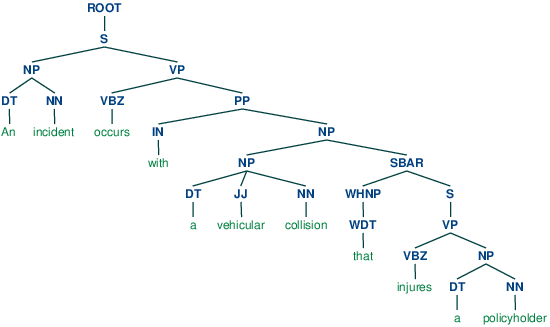 ROOT
S
NP VP
DT NN VBZ PP
An incident occurs IN NP
with NP SBAR
DT JJ NN WHNP S
a vehicular collision WDT VP
that VBZ NP
injures DT NN
a policyholder